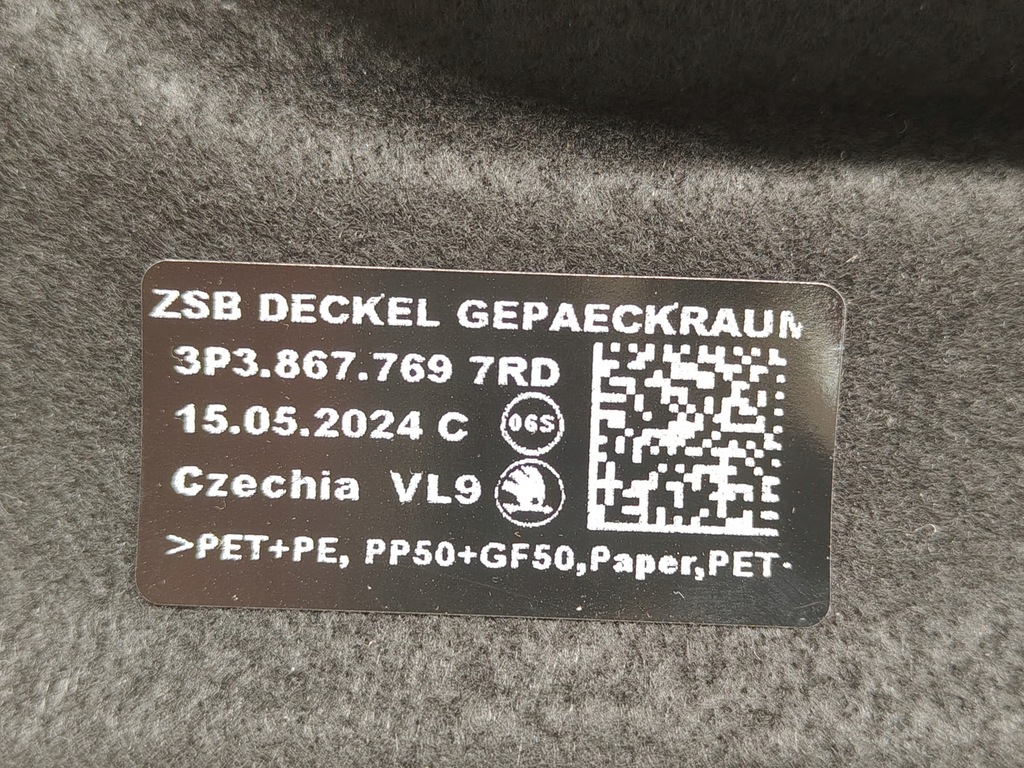 ZSB DECKEL GEPAECKRAUM
3P3.867.769 7RD
15.05.2024 C 06S
Czechia VL9
>PET+PE, PP50+GF50,Paper,PET-